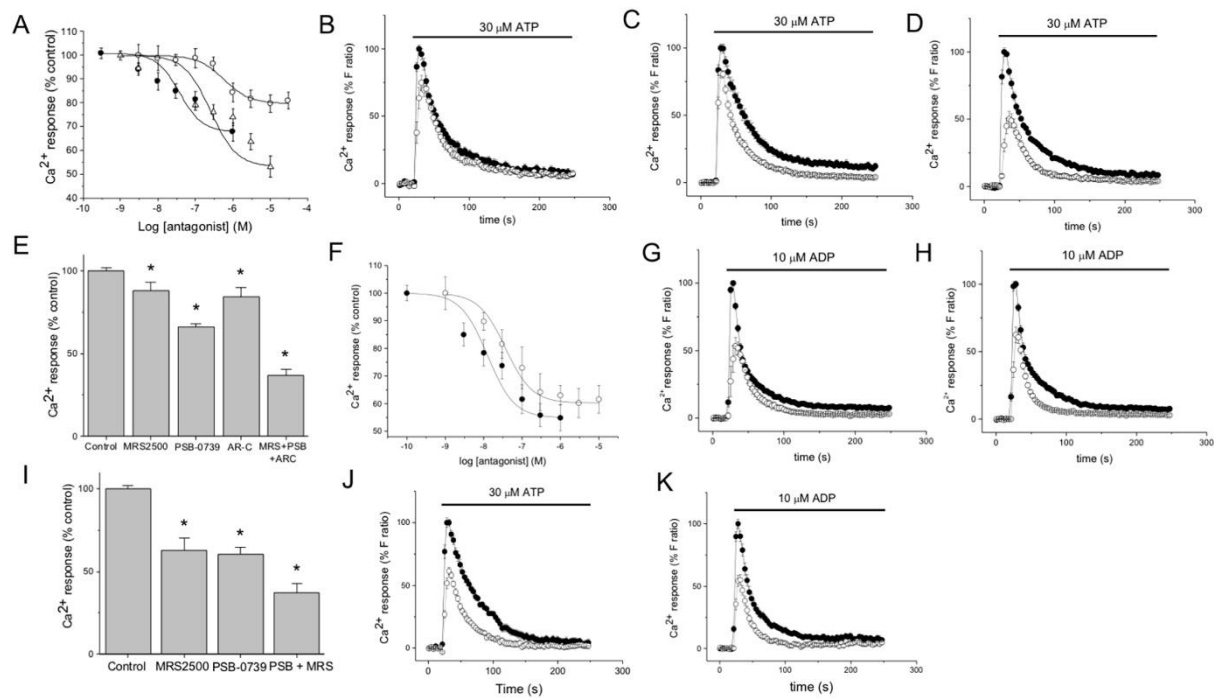 A
Ca2+ response (% control)
110
100
90
80
70
60
50
40
-10 -9 -8 -7 -6 -5 -4
Log [antagonist] (M)
B
30 µM ATP
Ca2+ response (% F ratio)
100
50
0
0 100 200 300
time (s)
C
30 µM ATP
Ca2+ response (% F ratio)
100
50
0
0 100 200 300
time (s)
D
30 µM ATP
Ca2+ response (% F ratio)
100
50
0
0 100 200 300
time (s)
E
Ca2+ response (% control)
100
50
0
Control MRS2500 PSB-0739 AR-C MRS+PSB
+ARC
* * * *
F
Ca2+ response (% control)
110
100
90
80
70
60
50
-10 -9 -8 -7 -6 -5
log [antagonist] (M)
G
10 µM ADP
Ca2+ response (% F ratio)
100
50
0
0 100 200 300
time (s)
H
10 µM ADP
Ca2+ response (% F ratio)
100
50
0
0 100 200 300
time (s)
I
Ca2+ response (% control)
100
50
0
Control MRS2500 PSB-0739 PSB + MRS
* * *
J
30 µM ATP
Ca2+ response (% F ratio)
100
50
0
0 100 200 300
Time (s)
K
10 µM ADP
Ca2+ response (% F ratio)
100
50
0
0 100 200 300
time (s)